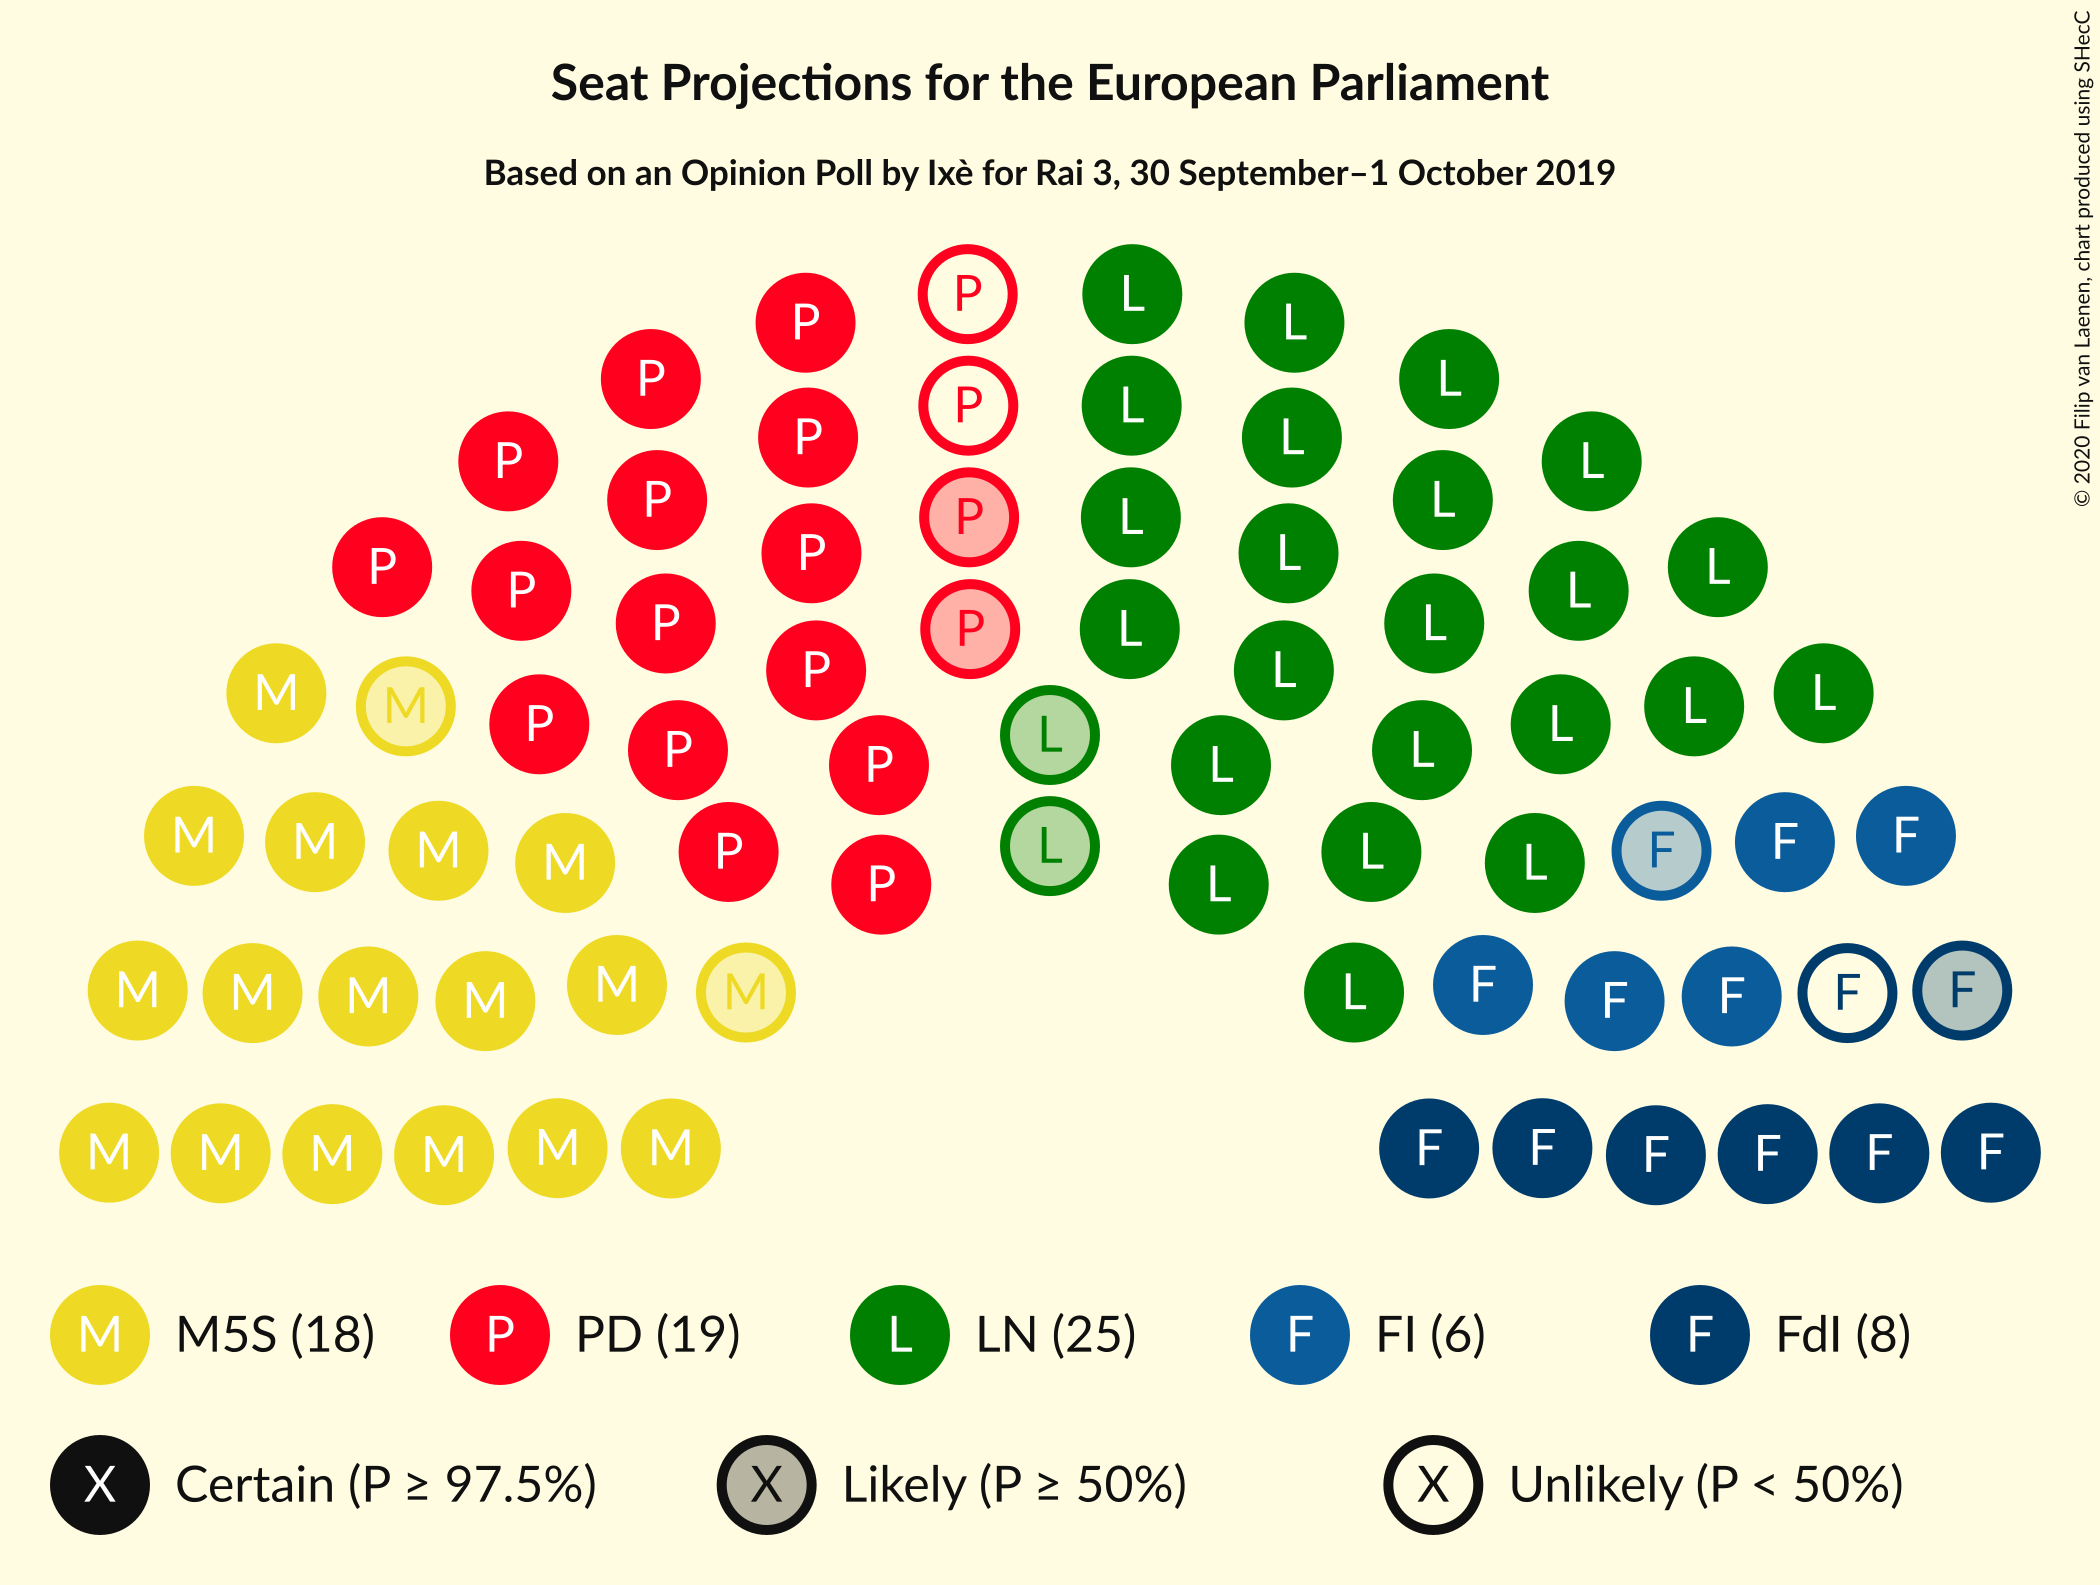 Seat Projections for the European Parliament
Based on an Opinion Poll by Ixè for Rai 3, 30 September–1 October 2019
© 2020 Filip van Laenen, chart produced using SHecC
P L
P L
P L
P L
P L
P L
P L
P L
P L
P L
P L
P L
P L
P L
M M P P P L L L L L
P L L
M M M M P P L L L L F F F
M M M M M M L F F F F F
M M M M M M F F F F F F
M M5S (18) P PD (19) L LN (25) F FI (6) F FdI (8)
X Certain (P ≥ 97.5%) X Likely (P ≥ 50%) X Unlikely (P < 50%)